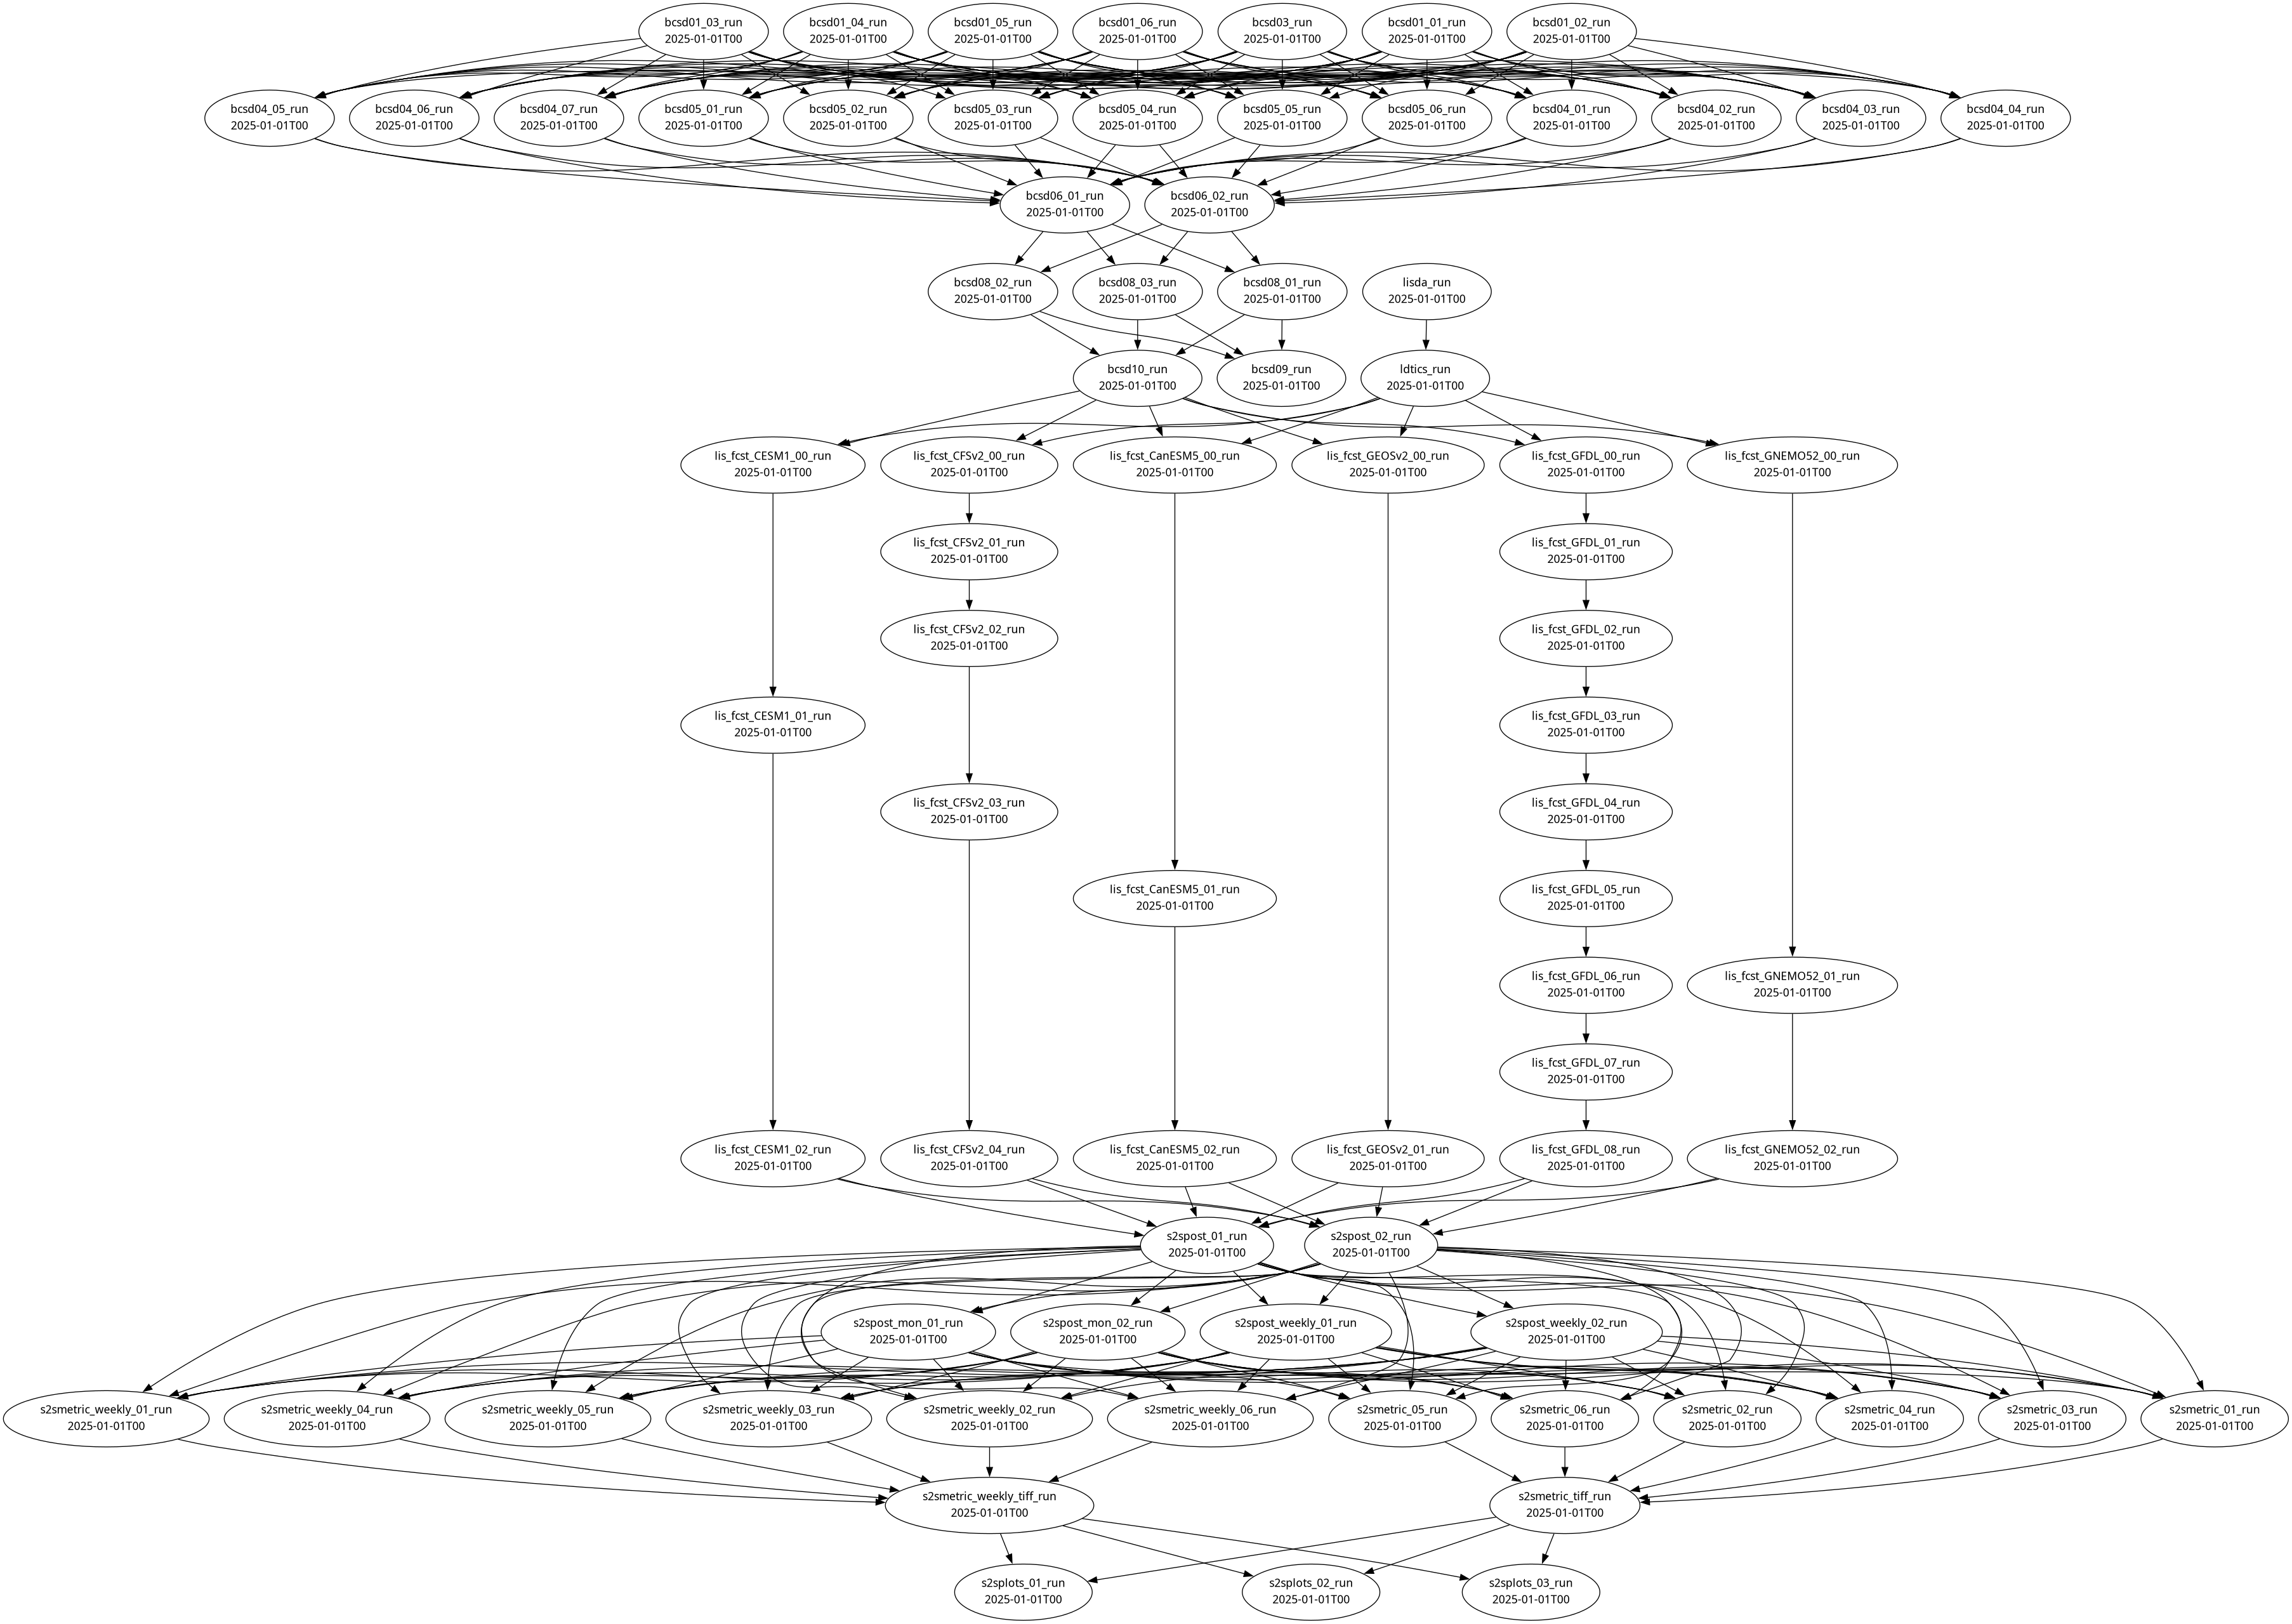 bcsd01_03_run
2025-01-01T00
bcsd01_04_run
2025-01-01T00
bcsd01_05_run
2025-01-01T00
bcsd01_06_run
2025-01-01T00
bcsd03_run
2025-01-01T00
bcsd01_01_run
2025-01-01T00
bcsd01_02_run
2025-01-01T00
bcsd04_05_run
2025-01-01T00
bcsd04_06_run
2025-01-01T00
bcsd04_07_run
2025-01-01T00
bcsd05_01_run
2025-01-01T00
bcsd05_02_run
2025-01-01T00
bcsd05_03_run
2025-01-01T00
bcsd05_04_run
2025-01-01T00
bcsd05_05_run
2025-01-01T00
bcsd05_06_run
2025-01-01T00
bcsd04_01_run
2025-01-01T00
bcsd04_02_run
2025-01-01T00
bcsd04_03_run
2025-01-01T00
bcsd04_04_run
2025-01-01T00
bcsd06_01_run
2025-01-01T00
bcsd06_02_run
2025-01-01T00
bcsd08_02_run
2025-01-01T00
bcsd08_03_run
2025-01-01T00
bcsd08_01_run
2025-01-01T00
lisda_run
2025-01-01T00
bcsd10_run
2025-01-01T00
bcsd09_run
2025-01-01T00
ldtics_run
2025-01-01T00
lis_fcst_CESM1_00_run
2025-01-01T00
lis_fcst_CFSv2_00_run
2025-01-01T00
lis_fcst_CanESM5_00_run
2025-01-01T00
lis_fcst_GEOSv2_00_run
2025-01-01T00
lis_fcst_GFDL_00_run
2025-01-01T00
lis_fcst_GNEMO52_00_run
2025-01-01T00
lis_fcst_CFSv2_01_run
2025-01-01T00
lis_fcst_GFDL_01_run
2025-01-01T00
lis_fcst_CFSv2_02_run
2025-01-01T00
lis_fcst_GFDL_02_run
2025-01-01T00
lis_fcst_CESM1_01_run
2025-01-01T00
lis_fcst_GFDL_03_run
2025-01-01T00
lis_fcst_CFSv2_03_run
2025-01-01T00
lis_fcst_GFDL_04_run
2025-01-01T00
lis_fcst_CanESM5_01_run
2025-01-01T00
lis_fcst_GFDL_05_run
2025-01-01T00
lis_fcst_GFDL_06_run
2025-01-01T00
lis_fcst_GNEMO52_01_run
2025-01-01T00
lis_fcst_GFDL_07_run
2025-01-01T00
lis_fcst_CESM1_02_run
2025-01-01T00
lis_fcst_CFSv2_04_run
2025-01-01T00
lis_fcst_CanESM5_02_run
2025-01-01T00
lis_fcst_GEOSv2_01_run
2025-01-01T00
lis_fcst_GFDL_08_run
2025-01-01T00
lis_fcst_GNEMO52_02_run
2025-01-01T00
s2spost_01_run
2025-01-01T00
s2spost_02_run
2025-01-01T00
s2spost_mon_01_run
2025-01-01T00
s2spost_mon_02_run
2025-01-01T00
s2spost_weekly_01_run
2025-01-01T00
s2spost_weekly_02_run
2025-01-01T00
s2smetric_weekly_01_run
2025-01-01T00
s2smetric_weekly_04_run
2025-01-01T00
s2smetric_weekly_05_run
2025-01-01T00
s2smetric_weekly_03_run
2025-01-01T00
s2smetric_weekly_02_run
2025-01-01T00
s2smetric_weekly_06_run
2025-01-01T00
s2smetric_05_run
2025-01-01T00
s2smetric_06_run
2025-01-01T00
s2smetric_02_run
2025-01-01T00
s2smetric_04_run
2025-01-01T00
s2smetric_03_run
2025-01-01T00
s2smetric_01_run
2025-01-01T00
s2smetric_weekly_tiff_run
2025-01-01T00
s2smetric_tiff_run
2025-01-01T00
s2splots_01_run
2025-01-01T00
s2splots_02_run
2025-01-01T00
s2splots_03_run
2025-01-01T00